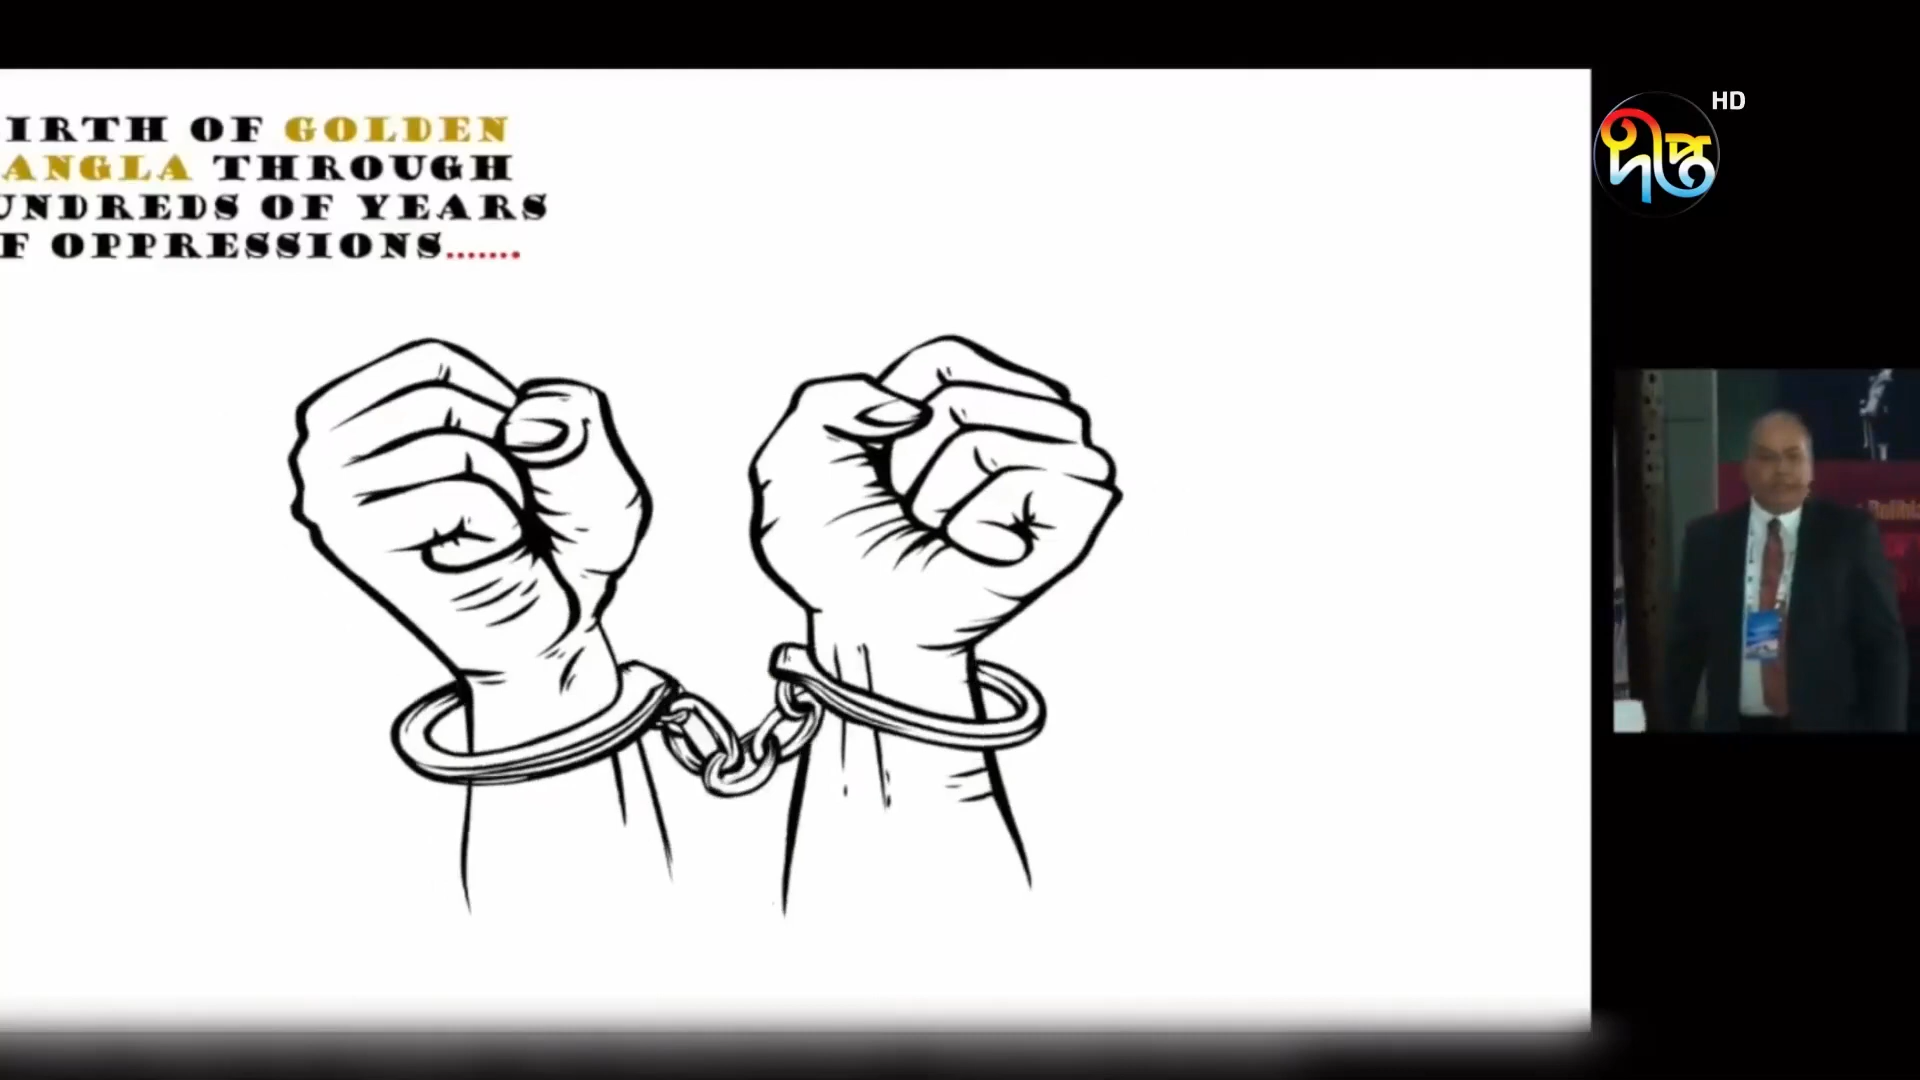 IRTH OF GOLDEN
ANGLA THROUGH
UNDREDS OF YEARS
F OPPRESSIONS.......
HD
দীপ্ত